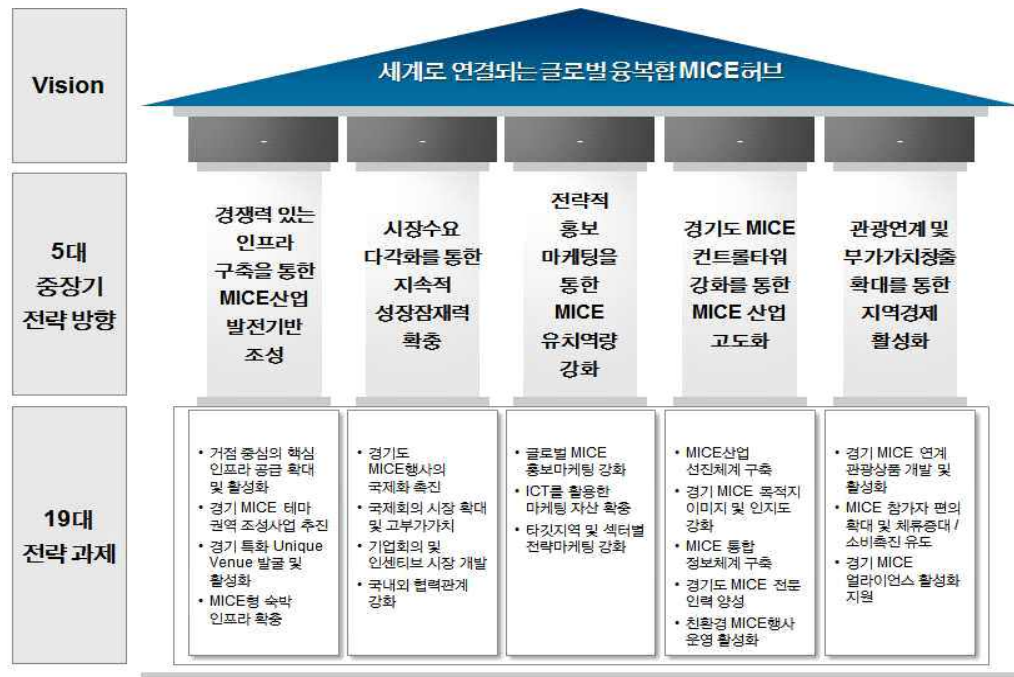 Vision
세계로 연결되는 글로벌 융복합 MICE 허브
-
-
-
-
-
5대
중장기
전략 방향
경쟁력 있는
인프라
구축을 통한
MICE산업
발전기반
조성
시장수요
다각화를 통한
지속적
성장잠재력
확충
전략적
홍보
마케팅을
통한
MICE
유치역량
강화
경기도 MICE
컨트롤타워
강화를 통한
MICE 산업
고도화
관광연계 및
부가가치창출
확대를 통한
지역경제
활성화
19대
전략 과제
• 거점 중심의 핵심
인프라 공급 확대
및 활성화
• 경기 MICE 테마
권역 조성사업 추진
• 경기 특화 Unique
Venue 발굴 및
활성화
• MICE형 숙박
인프라 확충
• 경기도
MICE행사의
국제화 촉진
• 국제회의 시장 확대
및 고부가가치
• 기업회의 및
인센티브 시장 개발
• 국내외 협력관계
강화
• 글로벌 MICE
홍보마케팅 강화
• ICT를 활용한
마케팅 자산 확충
• 타깃지역 및 섹터별
전략마케팅 강화
• MICE산업
선진체계 구축
• 경기 MICE 목적지
이미지 및 인지도
강화
• MICE 통합
정보체계 구축
• 경기도 MICE 전문
인력 양성
• 친환경 MICE행사
운영 활성화
• 경기 MICE 연계
관광상품 개발 및
활성화
• MICE 참가자 편의
확대 및 체류증대 /
소비촉진 유도
• 경기 MICE
얼라이언스 활성화
지원